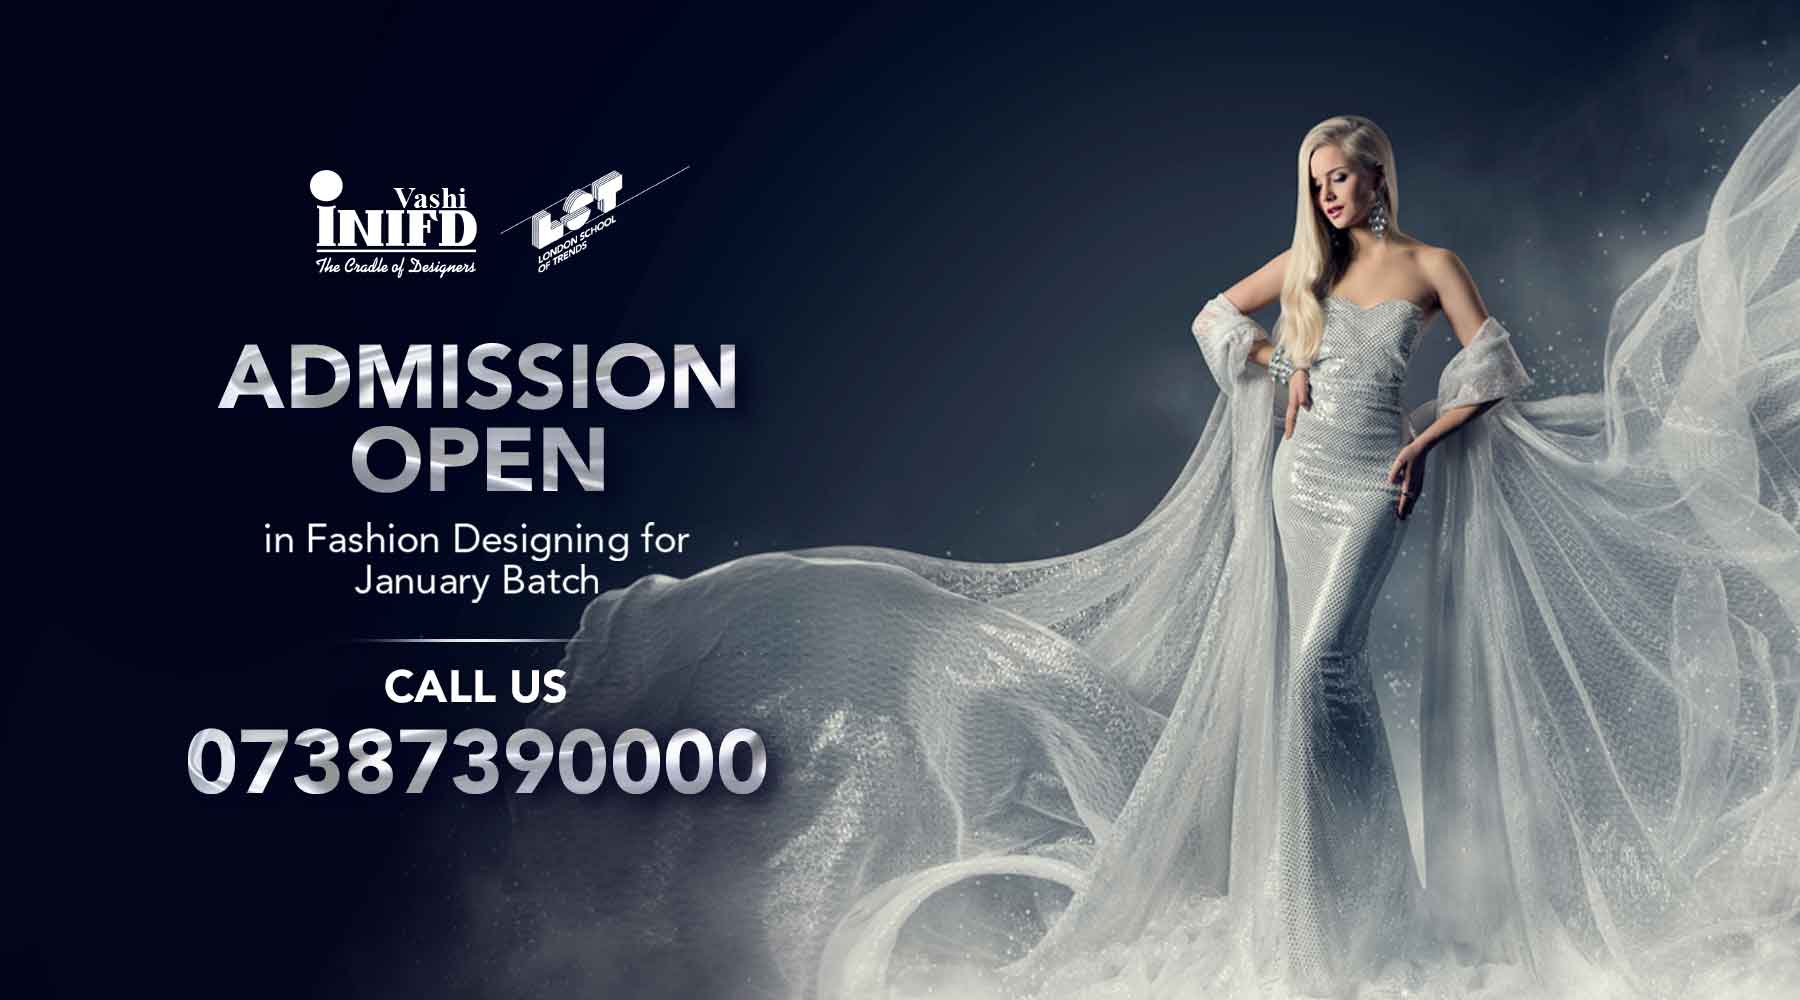 Vashi
INIFD
The Cradle of Designers
LST
LONDON SCHOOL
OF TRENDS
ADMISSION
OPEN
in Fashion Designing for
January Batch
CALL US
07387390000